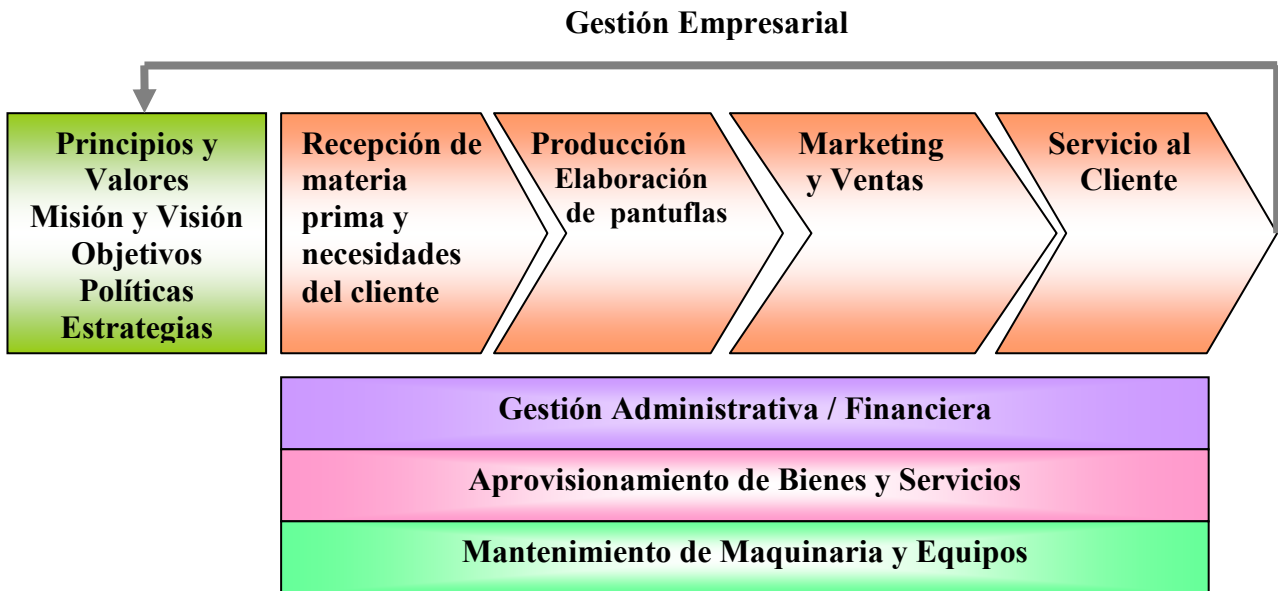 Gestión Empresarial
Principios y
Valores
Misión y Visión
Objetivos
Políticas
Estrategias
Recepción de
materia
prima y
necesidades
del cliente
Producción
Elaboración
de pantuflas
Marketing
y Ventas
Servicio al
Cliente
Gestión Administrativa / Financiera
Aprovisionamiento de Bienes y Servicios
Mantenimiento de Maquinaria y Equipos